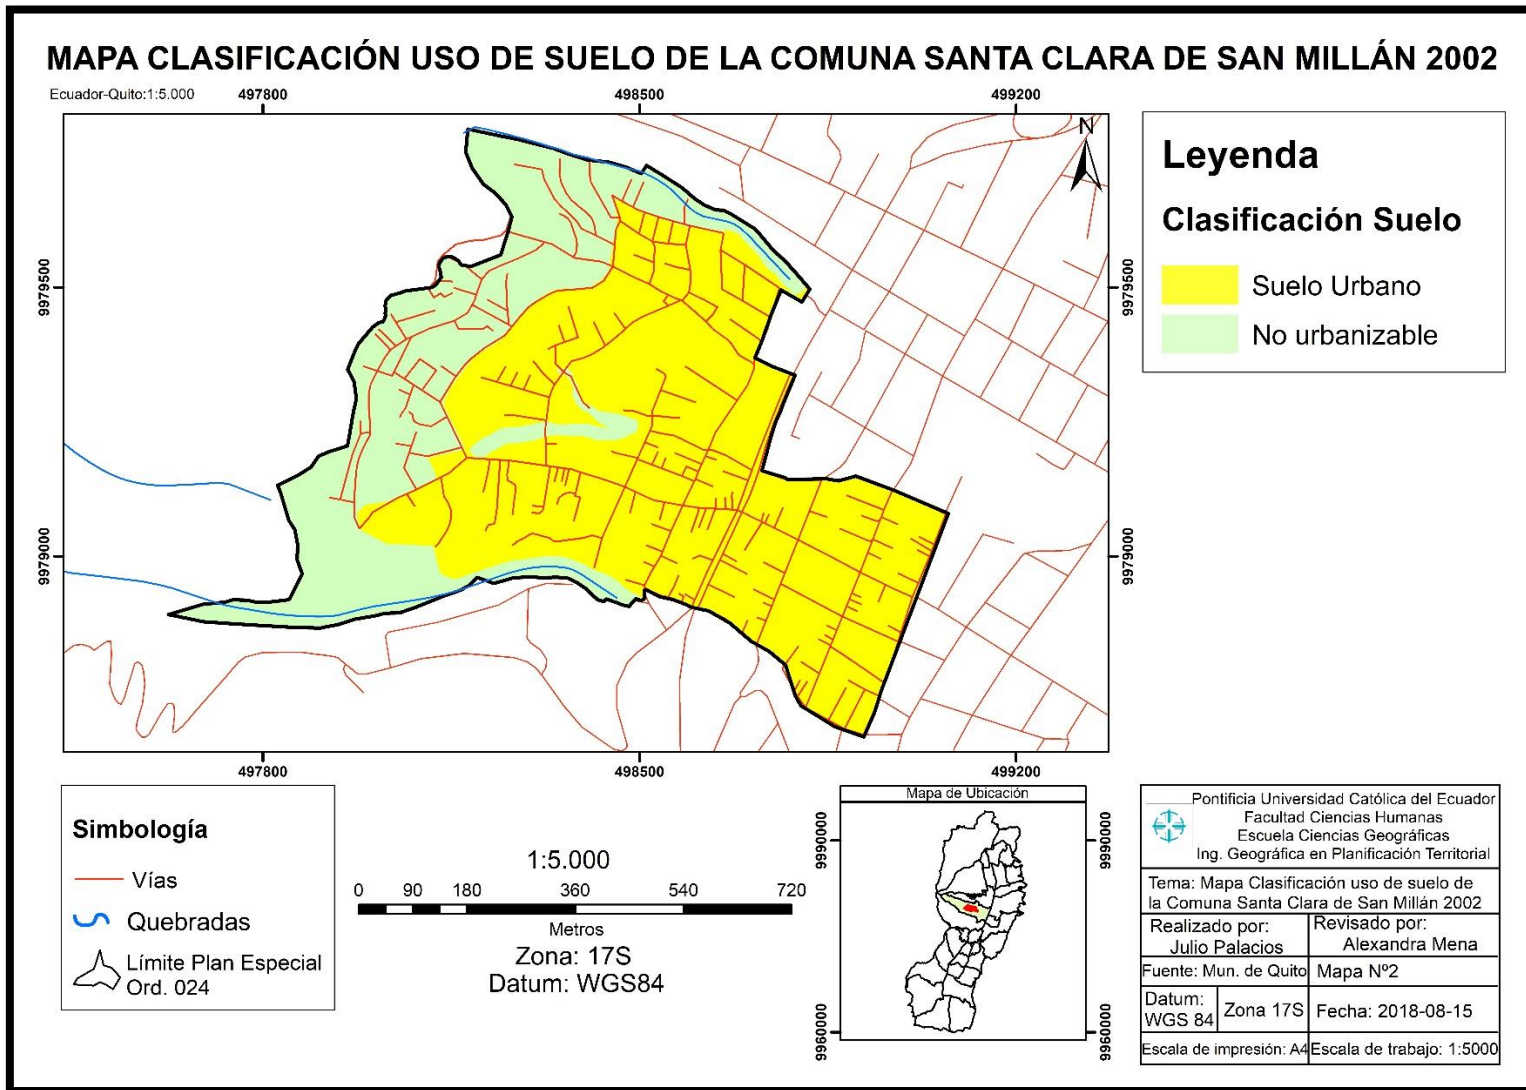 MAPA CLASIFICACIÓN USO DE SUELO DE LA COMUNA SANTA CLARA DE SAN MILLÁN 2002
Ecuador-Quito:1:5.000
497800
498500
499200
N
9979500
9979500
9979000
9979000
497800
498500
499200
Leyenda
Clasificación Suelo
Suelo Urbano
No urbanizable
Simbología
Vías
Quebradas
Límite Plan Especial
Ord. 024
1:5.000
0 90 180 360 540 720
Metros
Zona: 17S
Datum: WGS84
Mapa de Ubicación
9990000
9990000
9960000
9960000
Pontificia Universidad Católica del Ecuador
Facultad Ciencias Humanas
Escuela Ciencias Geográficas
Ing. Geográfica en Planificación Territorial
Tema: Mapa Clasificación uso de suelo de
la Comuna Santa Clara de San Millán 2002
Realizado por:
Julio Palacios
Revisado por:
Alexandra Mena
Fuente: Mun. de Quito
Mapa Nº2
Datum:
WGS 84
Zona 17S
Fecha: 2018-08-15
Escala de impresión: A4
Escala de trabajo: 1:5000